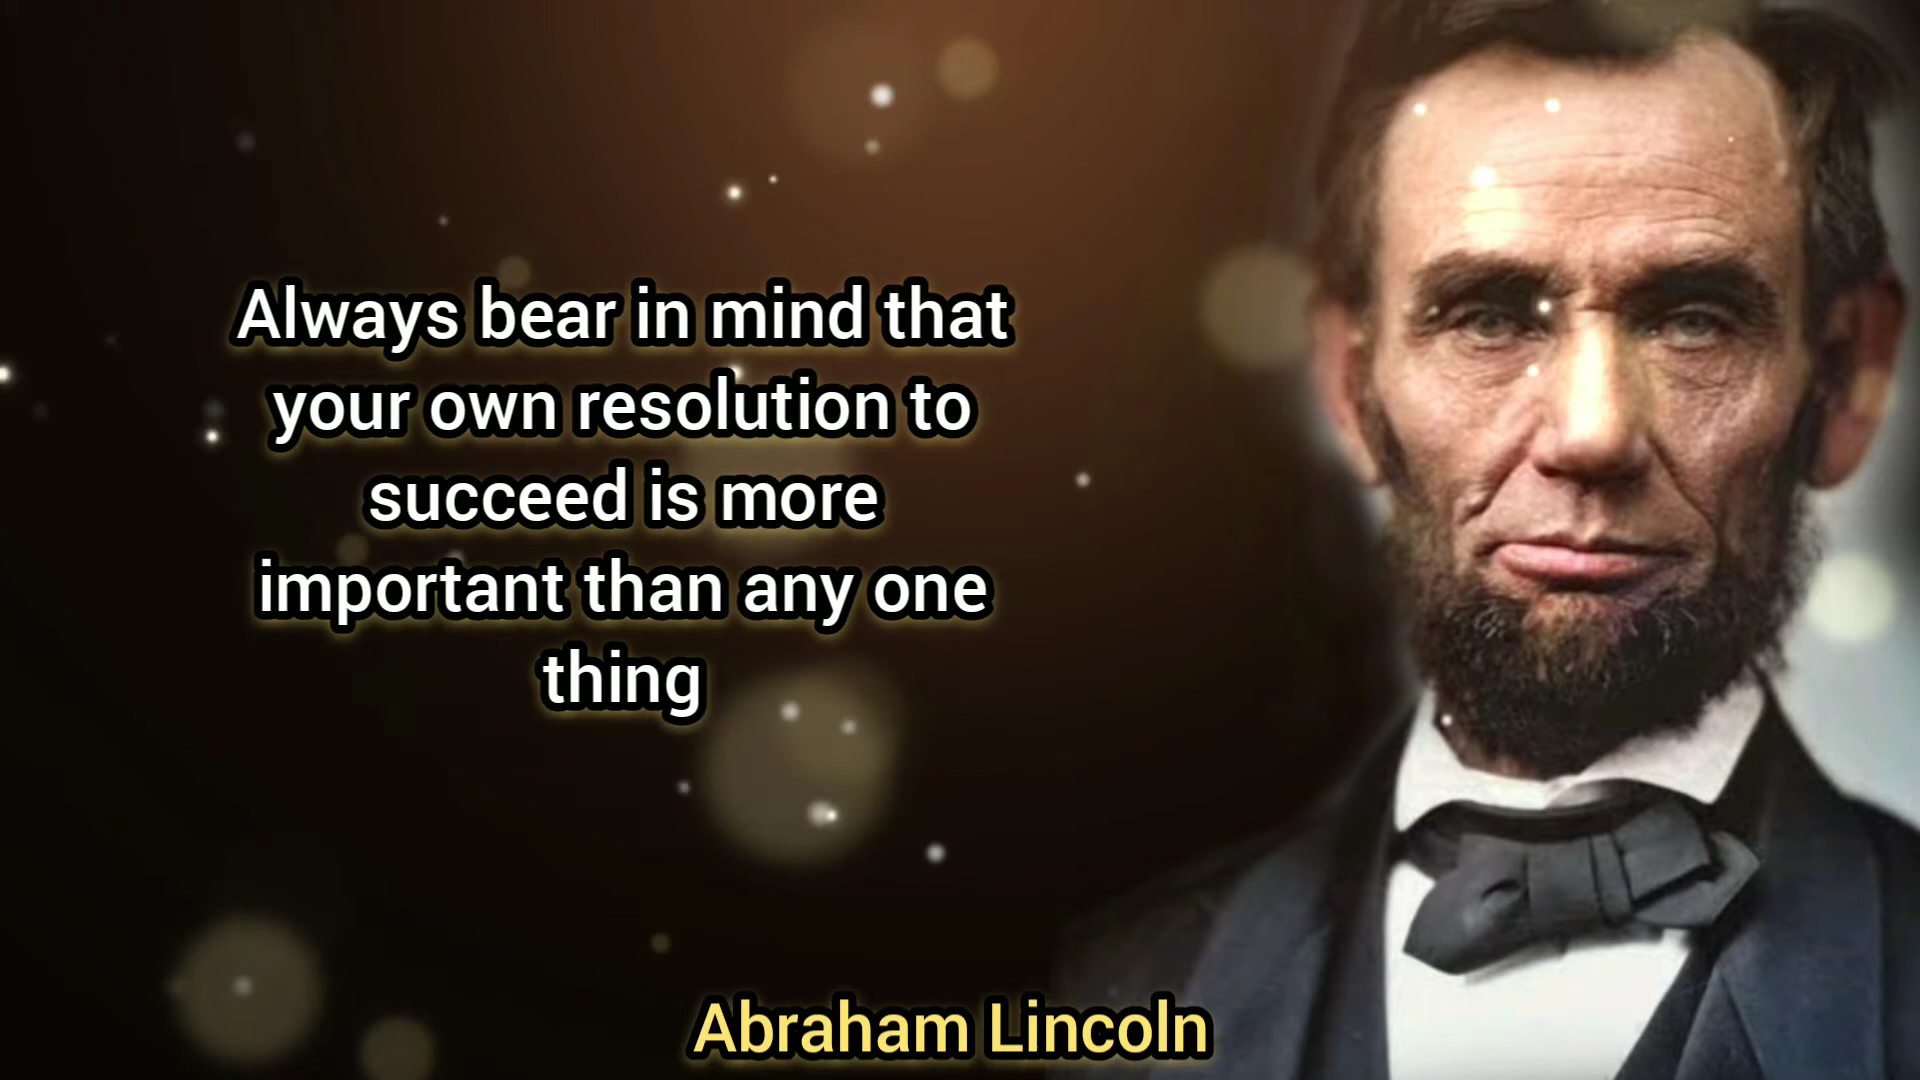 Always bear in mind that
your own resolution to
succeed is more
important than any one
thing
Abraham Lincoln